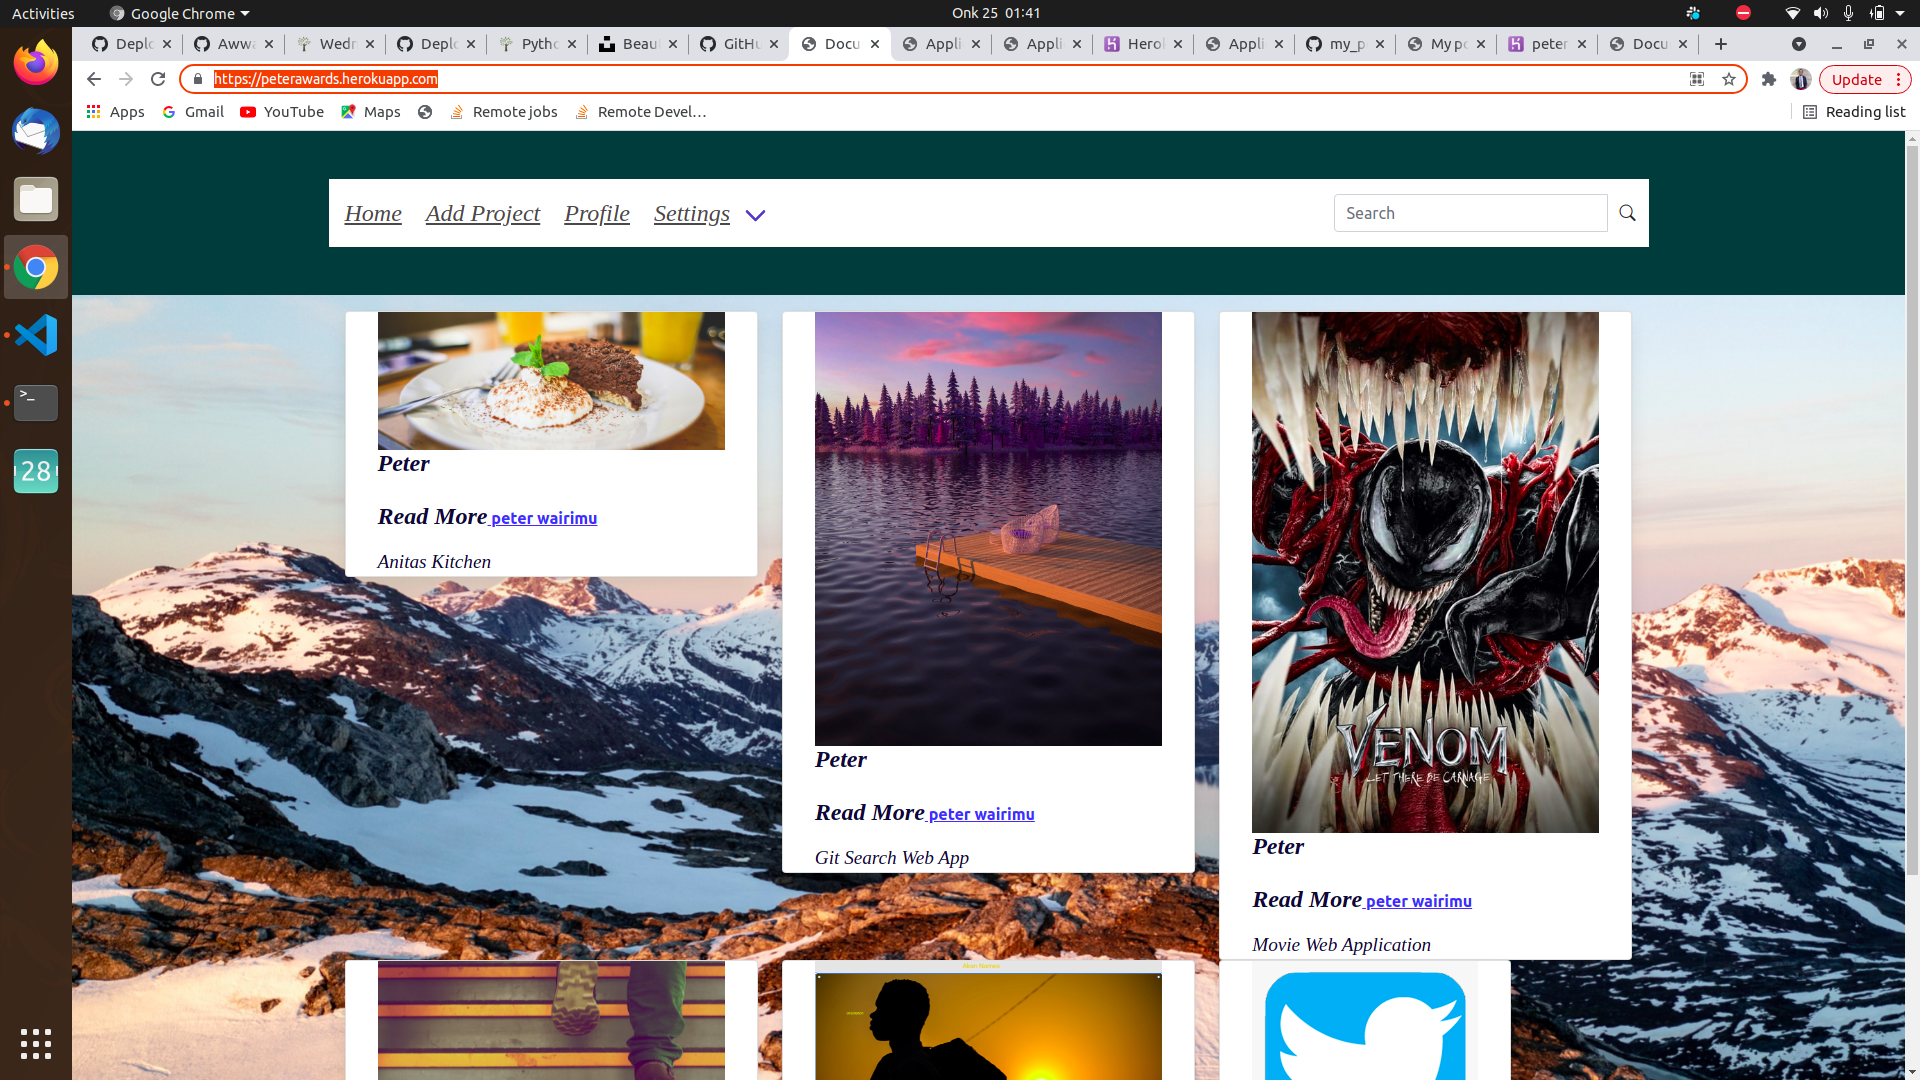 Activities Google Chrome Onk 25 01:41
Deplo Awwa Wedn Deplo Pytho Beau GitHu Docu Appli Appli Herok Appli my_p My po peter Docu
https://peterawards.herokuapp.com Update
Apps Gmail YouTube Maps Remote jobs Remote Devel… Reading list
Home Add Project Profile Settings Search
Peter
Read More peter wairimu
Anitas Kitchen
Peter
Read More peter wairimu
Git Search Web App
VENOM
LET THERE BE CARNAGE
Peter
Read More peter wairimu
Movie Web Application
>_
28